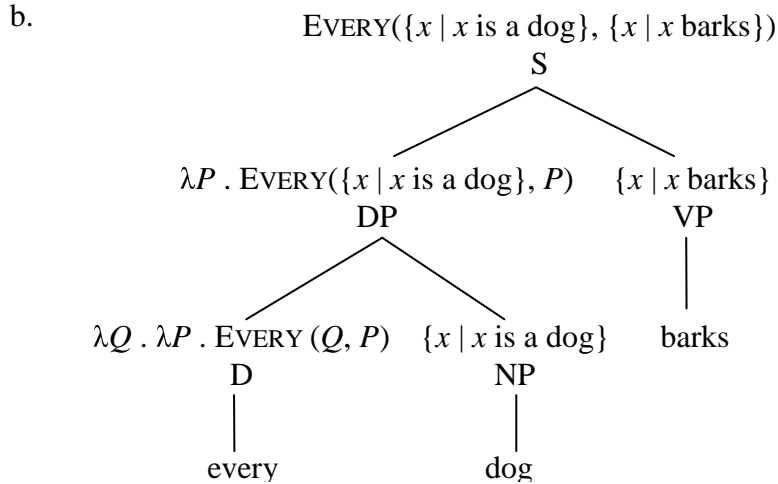 b. EVERY({x | x is a dog}, {x | x barks})
S
λP . EVERY({x | x is a dog}, P) {x | x barks}
DP VP
λQ . λP . EVERY (Q, P) {x | x is a dog} barks
D NP
every dog